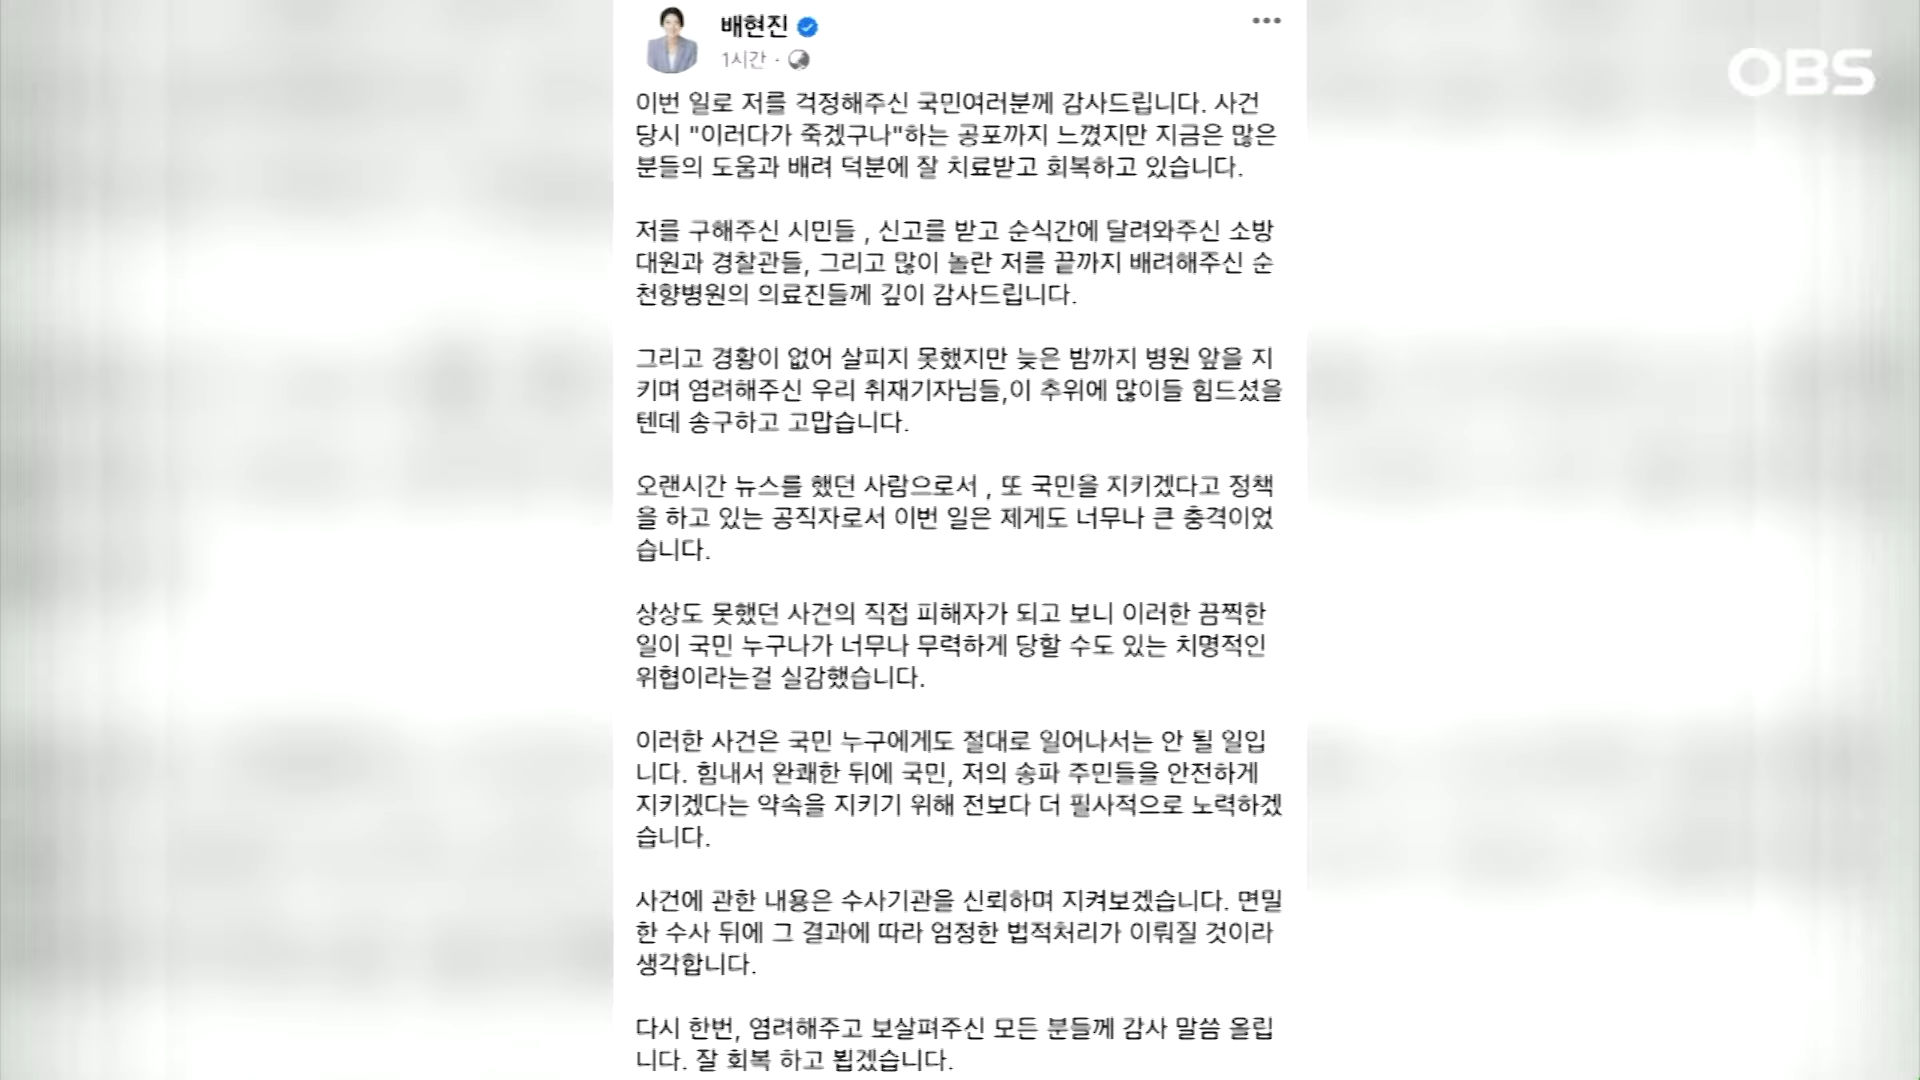 배현진
1시간 ·
OBS
이번 일로 저를 걱정해주신 국민여러분께 감사드립니다. 사건
당시 "이러다가 죽겠구나"하는 공포까지 느꼈지만 지금은 많은
분들의 도움과 배려 덕분에 잘 치료받고 회복하고 있습니다.
저를 구해주신 시민들 , 신고를 받고 순식간에 달려와주신 소방
대원과 경찰관들, 그리고 많이 놀란 저를 끝까지 배려해주신 순
천향병원의 의료진들께 깊이 감사드립니다.
그리고 경황이 없어 살피지 못했지만 늦은 밤까지 병원 앞을 지
키며 염려해주신 우리 취재기자님들,이 추위에 많이들 힘드셨을
텐데 송구하고 고맙습니다.
오랜시간 뉴스를 했던 사람으로서 , 또 국민을 지키겠다고 정책
을 하고 있는 공직자로서 이번 일은 제게도 너무나 큰 충격이었
습니다.
상상도 못했던 사건의 직접 피해자가 되고 보니 이러한 끔찍한
일이 국민 누구나가 너무나 무력하게 당할 수도 있는 치명적인
위협이라는걸 실감했습니다.
이러한 사건은 국민 누구에게도 절대로 일어나서는 안 될 일입
니다. 힘내서 완쾌한 뒤에 국민, 저의 송파 주민들을 안전하게
지키겠다는 약속을 지키기 위해 전보다 더 필사적으로 노력하겠
습니다.
사건에 관한 내용은 수사기관을 신뢰하며 지켜보겠습니다. 면밀
한 수사 뒤에 그 결과에 따라 엄정한 법적처리가 이뤄질 것이라
생각합니다.
다시 한번, 염려해주고 보살펴주신 모든 분들께 감사 말씀 올립
니다. 잘 회복 하고 뵙겠습니다.